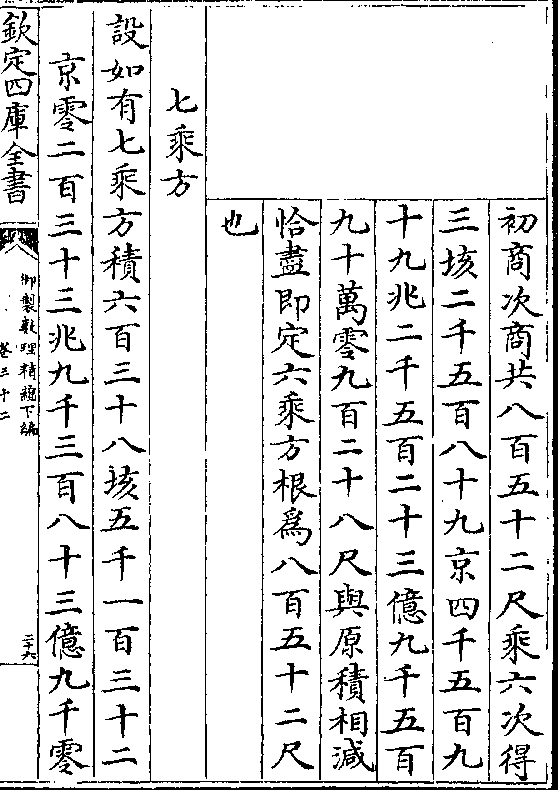 初商次商共八百五十二尺乘六次得
三垓二千五百八十九京四千五百九
十九兆二千五百二十三億九千五百
九十萬零九百二十八尺與原積相減
恰盡即定六乘方根爲八百五十二尺
也
七乘方
設如有七乘方積六百三十八垓五千一百三十二
京零二百三十三兆九千三百八十三億九千零
欽定四庫全書
御製數理精蘊下編
卷三十二
二十六